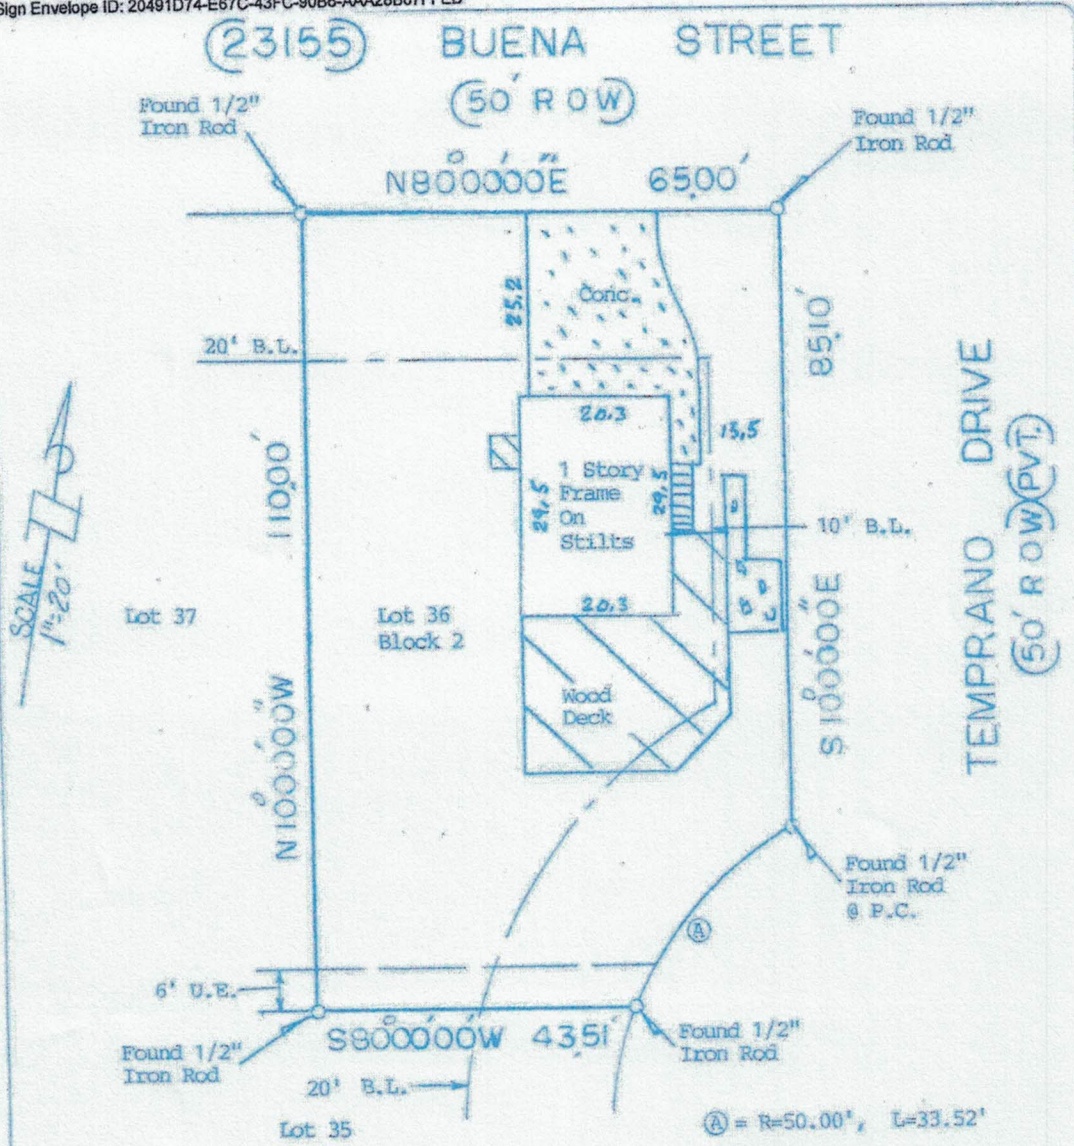 Sign Envelope ID: 20491D74-E67C-43FC-90B6-
(23155) BUENA STREET
(50' R O W)
Found 1/2"
Iron Rod
Found 1/2"
Iron Rod
N80°00'00"E 65.00'
Conc.
25.2
20' B.L.
85.10'
20.3
13.5
1 Story
Frame
On
Stilts
29.5
29.5
20.3
10' B.L.
110.00'
SCALE
1"=20'
Lot 37
Lot 36
Block 2
TEMPRANO DRIVE
(50' R O W)(PVT.)
S 10°00'00"E
Wood
Deck
N10°00'00"W
Found 1/2"
Iron Rod
@ P.C.
A
6' U.E.
S80°00'00"W 43.51'
Found 1/2"
Iron Rod
Found 1/2"
Iron Rod
20' B.L.
Lot 35
A = R=50.00', L=33.52'